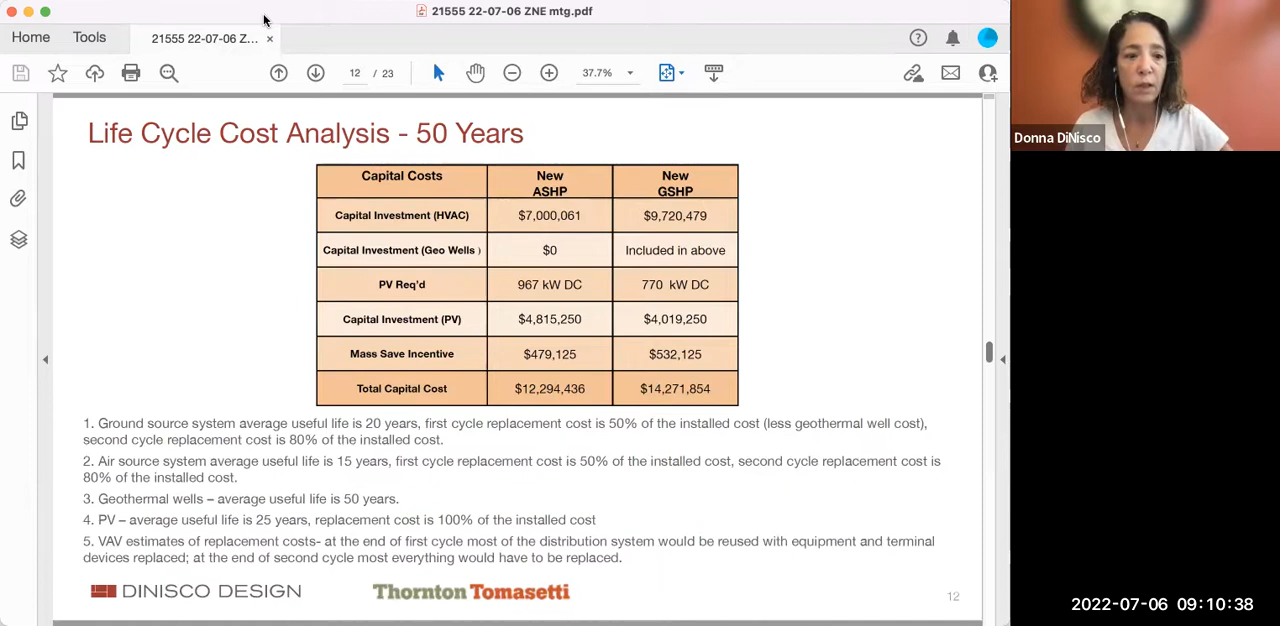 21555 22-07-06 ZNE mtg.pdf
Home Tools 21555 22-07-06 Z... ×
12 / 23 37.7%
Life Cycle Cost Analysis - 50 Years
Capital Costs New ASHP New GSHP
Capital Investment (HVAC) $7,000,061 $9,720,479
Capital Investment (Geo Wells) $0 Included in above
PV Req'd 967 kW DC 770 kW DC
Capital Investment (PV) $4,815,250 $4,019,250
Mass Save Incentive $479,125 $532,125
Total Capital Cost $12,294,436 $14,271,854
1. Ground source system average useful life is 20 years, first cycle replacement cost is 50% of the installed cost (less geothermal well cost),
second cycle replacement cost is 80% of the installed cost.
2. Air source system average useful life is 15 years, first cycle replacement cost is 50% of the installed cost, second cycle replacement cost is
80% of the installed cost.
3. Geothermal wells – average useful life is 50 years.
4. PV – average useful life is 25 years, replacement cost is 100% of the installed cost
5. VAV estimates of replacement costs- at the end of first cycle most of the distribution system would be reused with equipment and terminal
devices replaced; at the end of second cycle most everything would have to be replaced.
DINISCO DESIGN Thornton Tomasetti 12
Donna DiNisco
2022-07-06 09:10:38